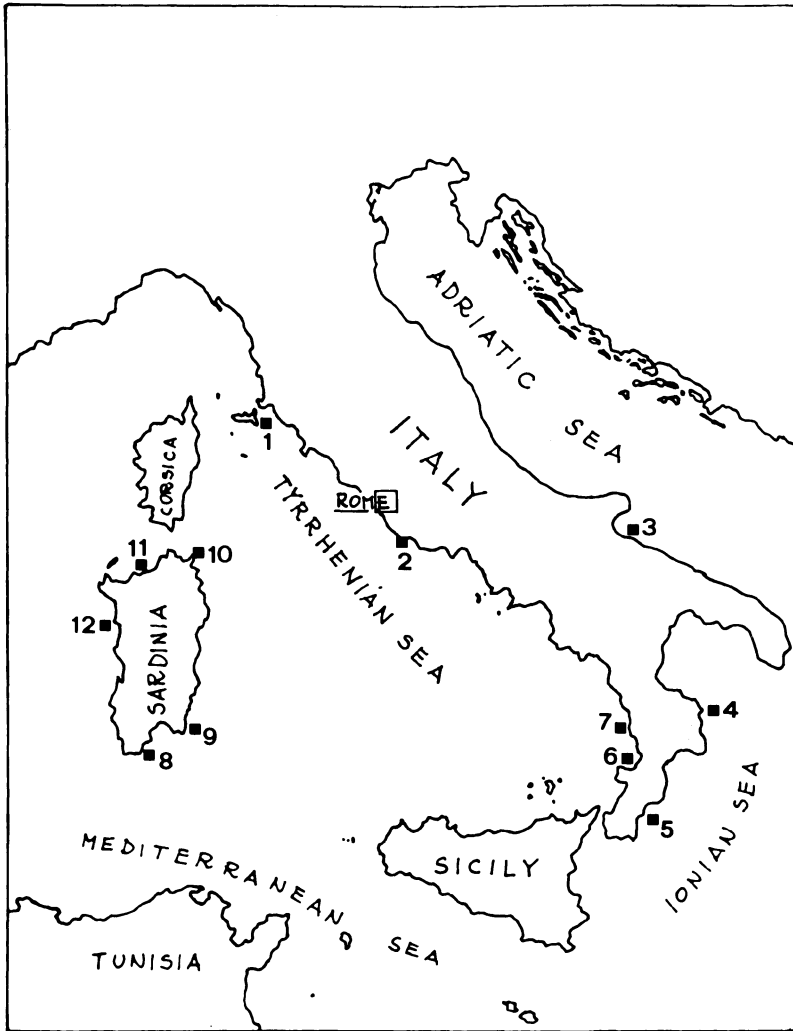 ADRIATIC SEA
ITALY
CORSICA
1
ROME
TYRRHENIAN SEA
2
3
11
10
12
SARDINIA
4
7
6
9
8
5
IONIAN SEA
MEDITERRANEAN SEA
SICILY
TUNISIA